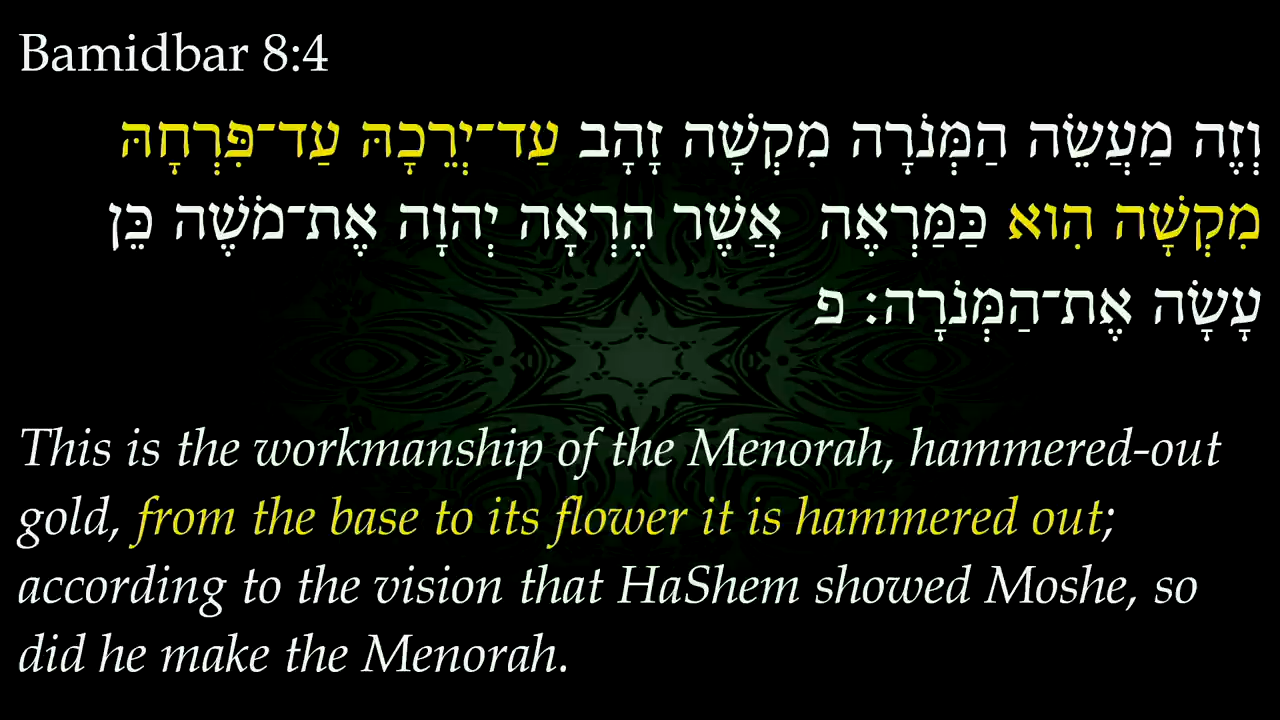 Bamidbar 8:4
וְזֶה מַעֲשֵׂה הַמְּנֹרָה מִקְשָׁה זָהָב עַד־יְרֵכָהּ עַד־פִּרְחָהּ
מִקְשָׁה הִוא כַּמַּרְאֶה אֲשֶׁר הֶרְאָה יְהוָה אֶת־מֹשֶׁה כֵּן
עָשָׂה אֶת־הַמְּנֹרָה׃ פ
This is the workmanship of the Menorah, hammered-out
gold, from the base to its flower it is hammered out;
according to the vision that HaShem showed Moshe, so
did he make the Menorah.